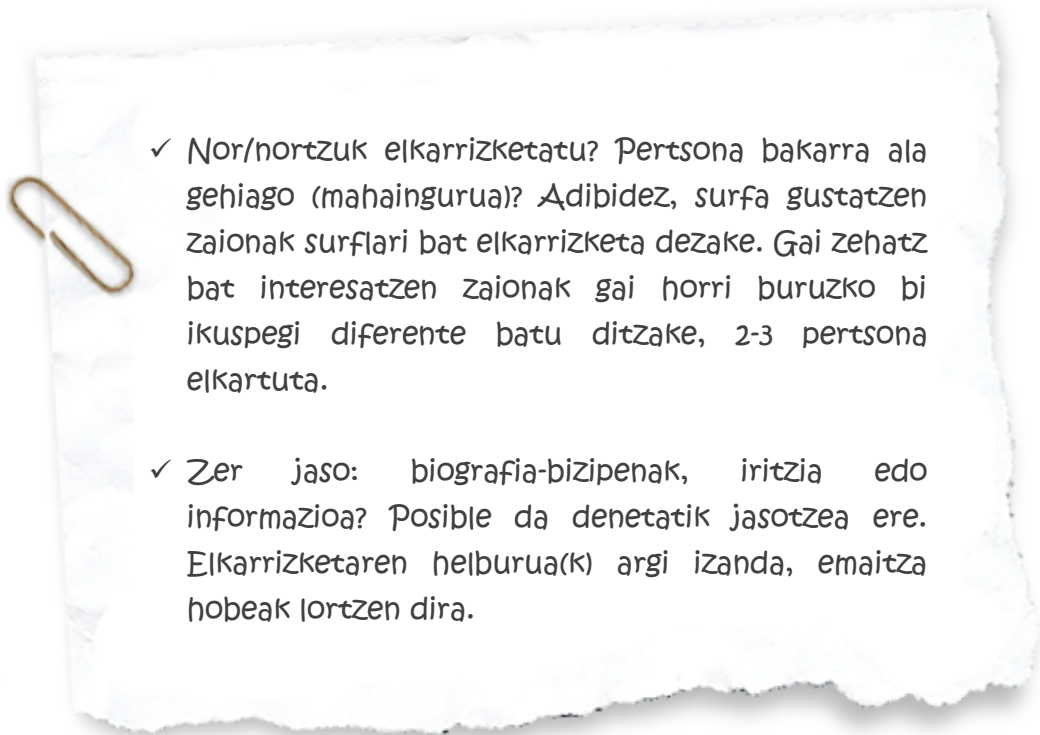 ✓ Nor/nortzuk elkarrizketatu? Pertsona bakarra ala
gehiago (mahaingurua)? Adibidez, surfa gustatzen
zaionak surflari bat elkarrizketa dezake. Gai zehatz
bat interesatzen zaionak gai horri buruzko bi
ikuspegi diferente batu ditzake, 2-3 pertsona
elkartuta.
✓ Zer jaso: biografia-bizipenak, iritzia edo
informazioa? Posible da denetatik jasotzea ere.
Elkarrizketaren helburua(k) argi izanda, emaitza
hobeak lortzen dira.